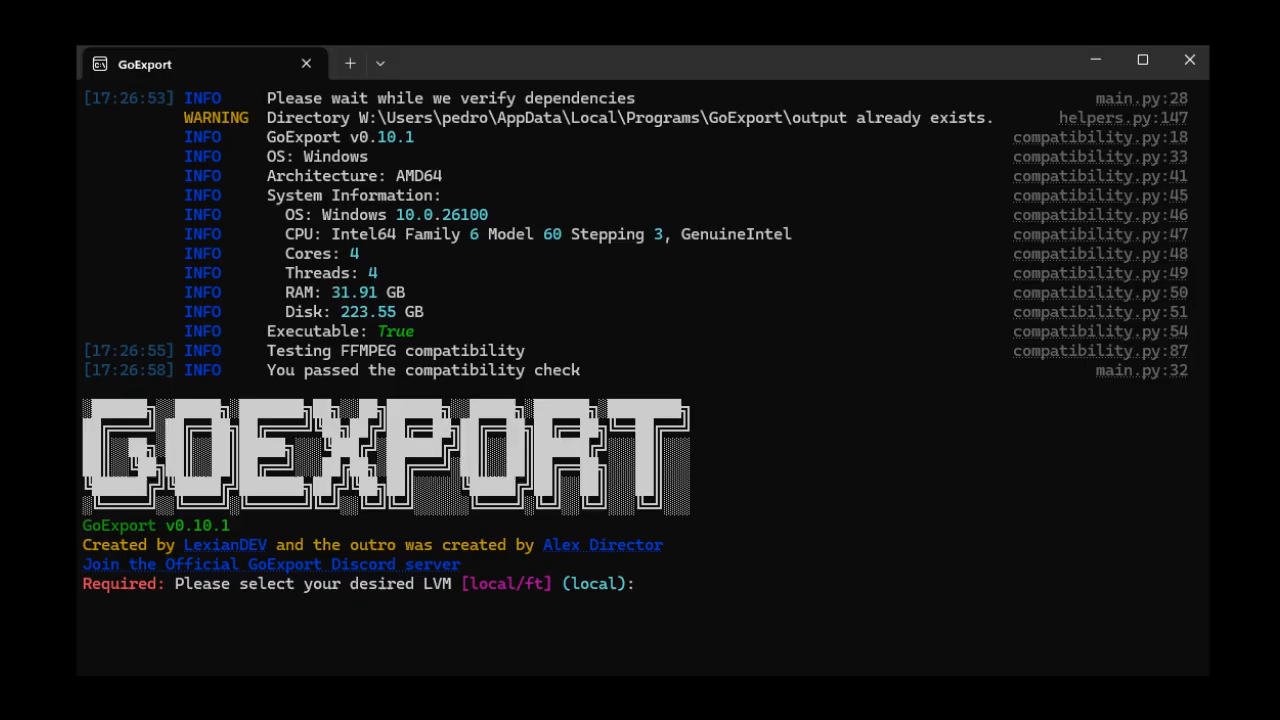 GoExport
[17:26:53] INFO Please wait while we verify dependencies main.py:28
WARNING Directory W:\Users\pedro\AppData\Local\Programs\GoExport\output already exists. helpers.py:147
INFO GoExport v0.10.1 compatibility.py:18
INFO OS: Windows compatibility.py:33
INFO Architecture: AMD64 compatibility.py:41
INFO System Information: compatibility.py:45
INFO OS: Windows 10.0.26100 compatibility.py:46
INFO CPU: Intel64 Family 6 Model 60 Stepping 3, GenuineIntel compatibility.py:47
INFO Cores: 4 compatibility.py:48
INFO Threads: 4 compatibility.py:49
INFO RAM: 31.91 GB compatibility.py:50
INFO Disk: 223.55 GB compatibility.py:51
INFO Executable: True compatibility.py:54
[17:26:55] INFO Testing FFMPEG compatibility compatibility.py:87
[17:26:58] INFO You passed the compatibility check main.py:32
GOEXPORT
GoExport v0.10.1
Created by LexianDEV and the outro was created by Alex Director
Join the Official GoExport Discord server
Required: Please select your desired LVM [local/ft] (local):